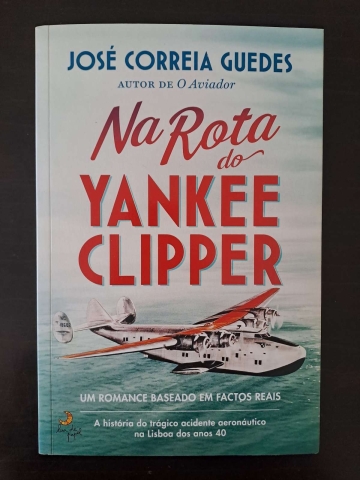 JOSÉ CORREIA GUEDES
AUTOR DE O Aviador
Na Rota
do
YANKEE
CLIPPER
UM ROMANCE BASEADO EM FACTOS REAIS
A história do trágico acidente aeronáutico
na Lisboa dos anos 40